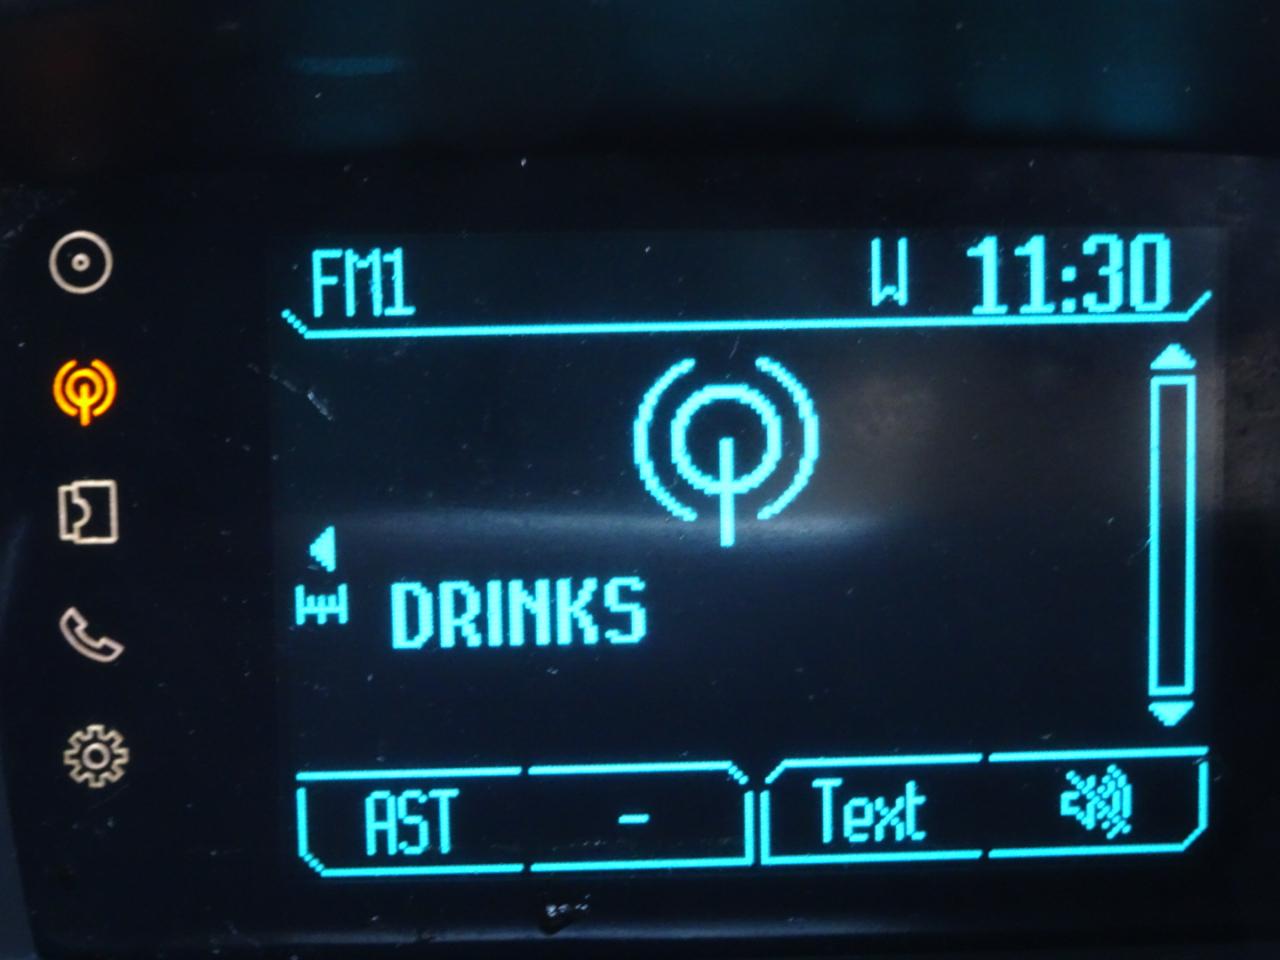 FM1 W 11:30
DRINKS
AST - Text